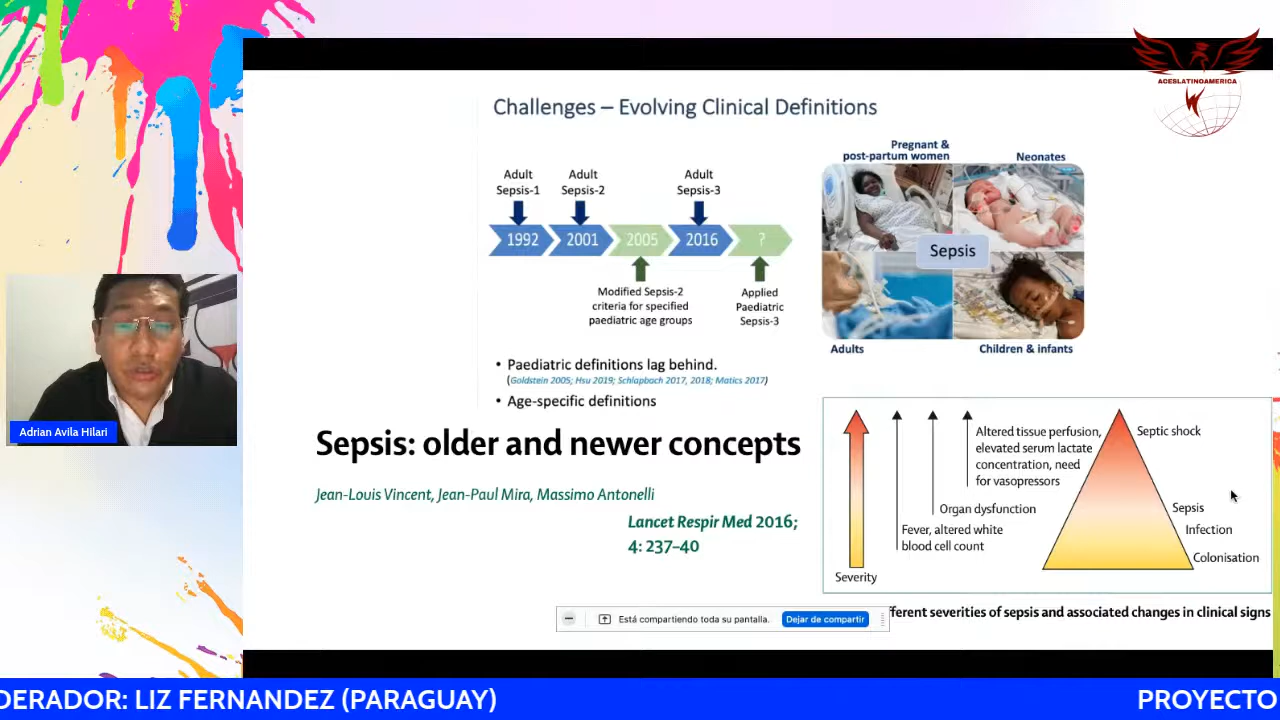 ACESLATINOAMERICA
Challenges – Evolving Clinical Definitions
Adult
Sepsis-1
Adult
Sepsis-2
Adult
Sepsis-3
1992
2001
2005
2016
?
Modified Sepsis-2
criteria for specified
paediatric age groups
Applied
Paediatric
Sepsis-3
Pregnant &
post-partum women
Neonates
Sepsis
Adults
Children & infants
• Paediatric definitions lag behind.
(Goldstein 2005; Hsu 2019; Schlapbach 2017, 2018; Matics 2017)
• Age-specific definitions
Sepsis: older and newer concepts
Jean-Louis Vincent, Jean-Paul Mira, Massimo Antonelli
Lancet Respir Med 2016;
4: 237–40
Severity
Fever, altered white
blood cell count
Organ dysfunction
Altered tissue perfusion,
elevated serum lactate
concentration, need
for vasopressors
Septic shock
Sepsis
Infection
Colonisation
fferent severities of sepsis and associated changes in clinical signs
Está compartiendo toda su pantalla.
Dejar de compartir
Adrian Avila Hilari
DERADOR: LIZ FERNANDEZ (PARAGUAY)
PROYECTO